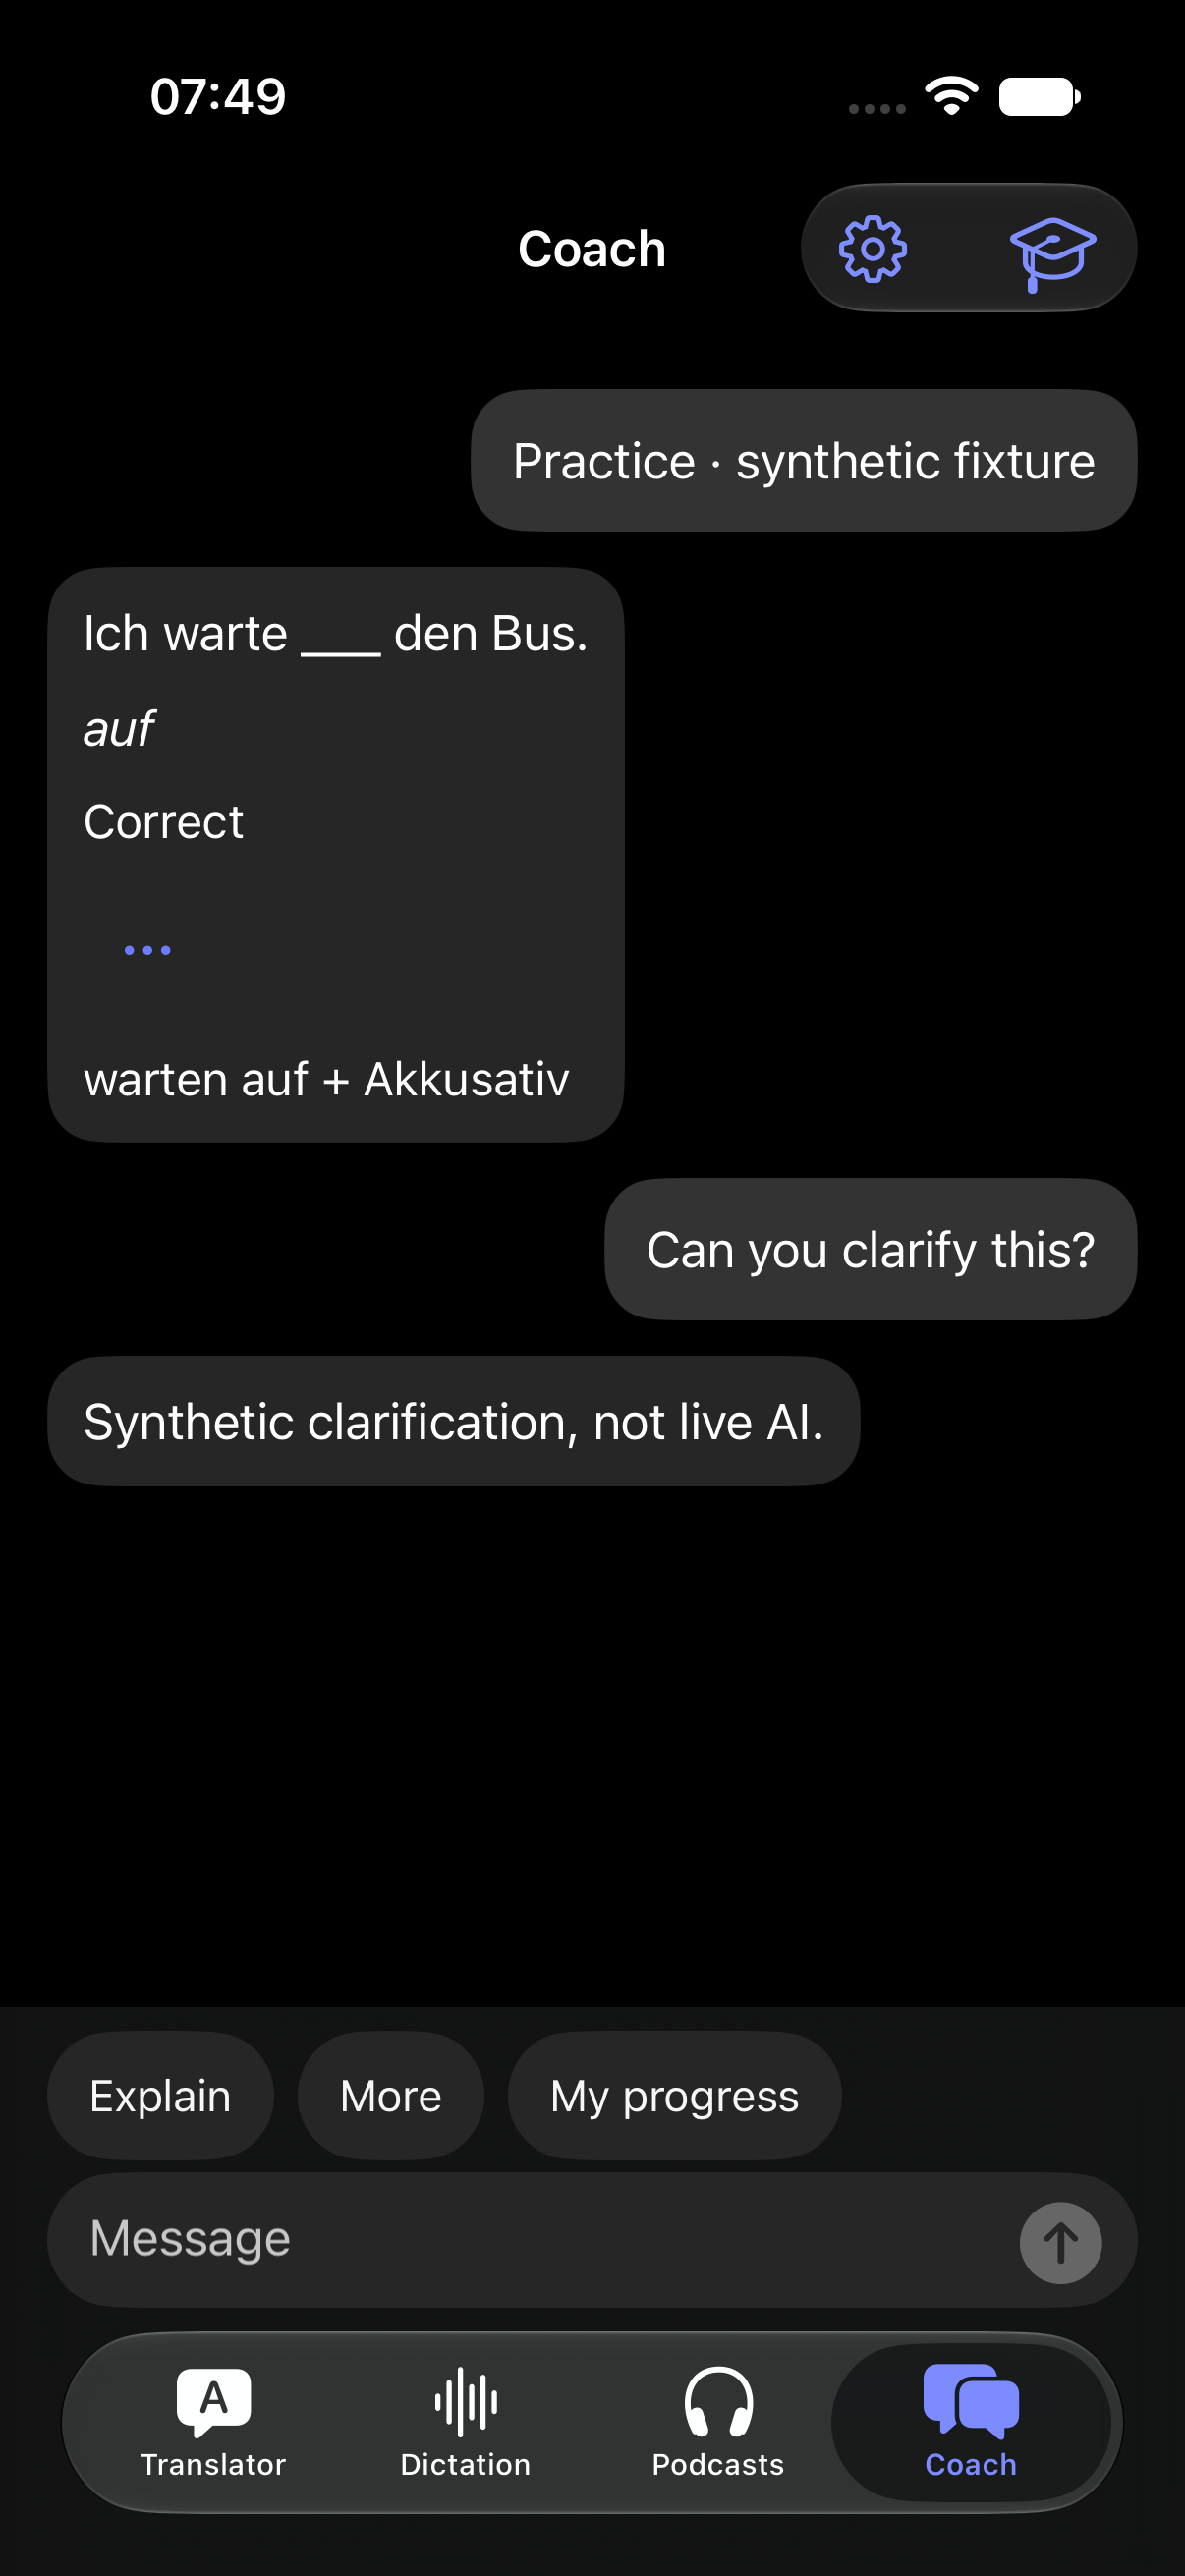 07:49
Coach
Practice · synthetic fixture
Ich warte ____ den Bus.
auf
Correct
...
warten auf + Akkusativ
Can you clarify this?
Synthetic clarification, not live AI.
Explain More My progress
Message
A
Translator Dictation Podcasts Coach